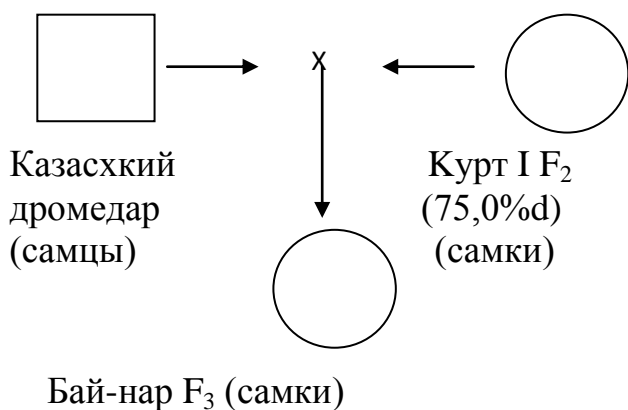 X
Казасхкий
дромедар
(самцы)
Курт I F₂
(75,0%d)
(самки)
Бай-нар F₃ (самки)